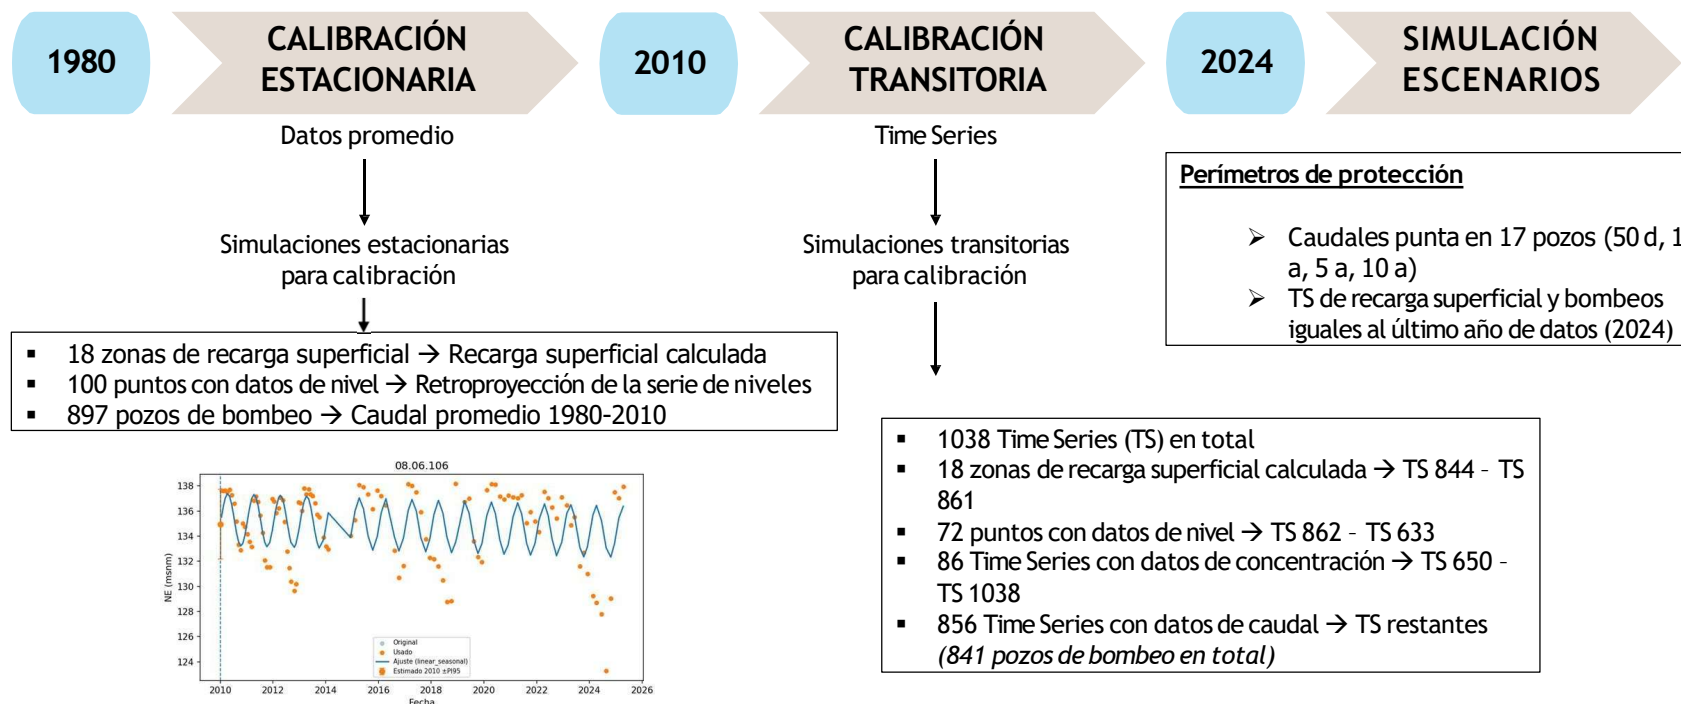 1980
CALIBRACIÓN
ESTACIONARIA
2010
CALIBRACIÓN
TRANSITORIA
2024
SIMULACIÓN
ESCENARIOS
Datos promedio
Simulaciones estacionarias
para calibración
▪ 18 zonas de recarga superficial → Recarga superficial calculada
▪ 100 puntos con datos de nivel → Retroproyección de la serie de niveles
▪ 897 pozos de bombeo → Caudal promedio 1980-2010
08.06.106
NE (msnm)
138
136
134
132
130
128
126
124
Original
Usado
Ajuste (linear_seasonal)
Estimado 2010 ±PI95
2010 2012 2014 2016 2018 2020 2022 2024 2026
Fecha
Time Series
Simulaciones transitorias
para calibración
▪ 1038 Time Series (TS) en total
▪ 18 zonas de recarga superficial calculada → TS 844 – TS
861
▪ 72 puntos con datos de nivel → TS 862 – TS 633
▪ 86 Time Series con datos de concentración → TS 650 –
TS 1038
▪ 856 Time Series con datos de caudal → TS restantes
(841 pozos de bombeo en total)
Perímetros de protección
➢ Caudales punta en 17 pozos (50 d, 1
a, 5 a, 10 a)
➢ TS de recarga superficial y bombeos
iguales al último año de datos (2024)